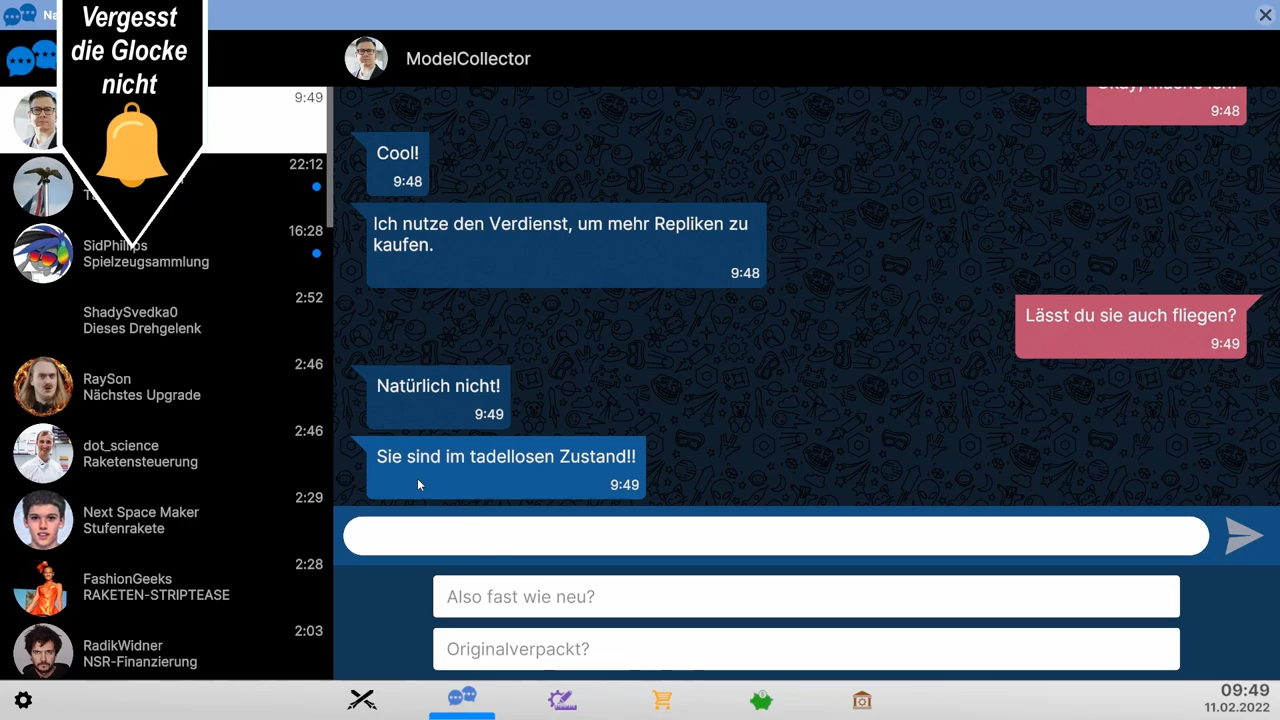 Na
Vergesst
die Glocke
nicht
ModelCollector
9:49
22:12
Ta
SidPhillips
Spielzeugsammlung
16:28
ShadySvedka0
Dieses Drehgelenk
2:52
RaySon
Nächstes Upgrade
2:46
dot_science
Raketensteuerung
2:46
Next Space Maker
Stufenrakete
2:29
FashionGeeks
RAKETEN-STRIPTEASE
2:28
RadikWidner
NSR-Finanzierung
2:03
9:48
Cool!
9:48
Ich nutze den Verdienst, um mehr Repliken zu
kaufen.
9:48
Lässt du sie auch fliegen?
9:49
Natürlich nicht!
9:49
Sie sind im tadellosen Zustand!!
9:49
Also fast wie neu?
Originalverpackt?
09:49
11.02.2022